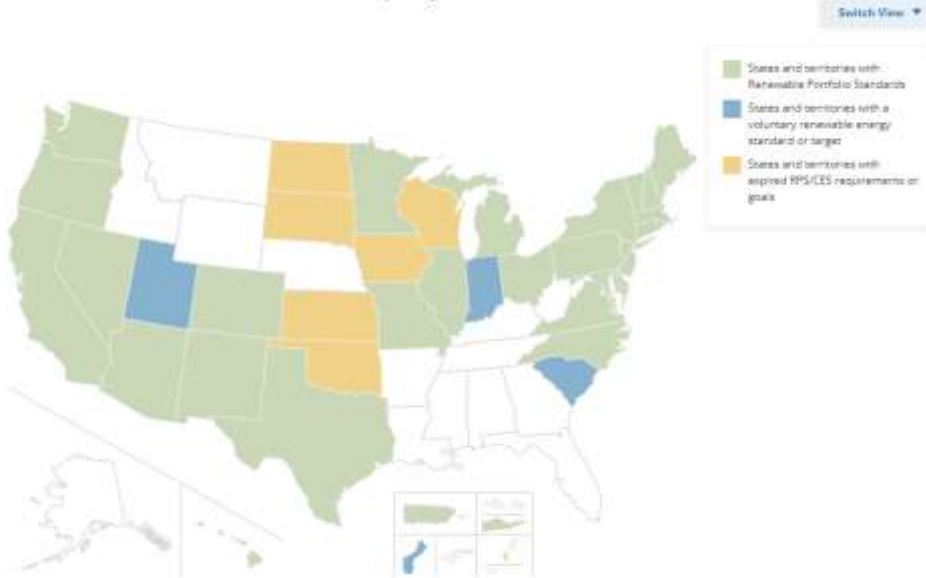 Switch View
States and territories with
Renewable Portfolio Standards
States and territories with a
voluntary renewable energy
standard or target
States and territories with
expired RPS/CES requirements or
goals